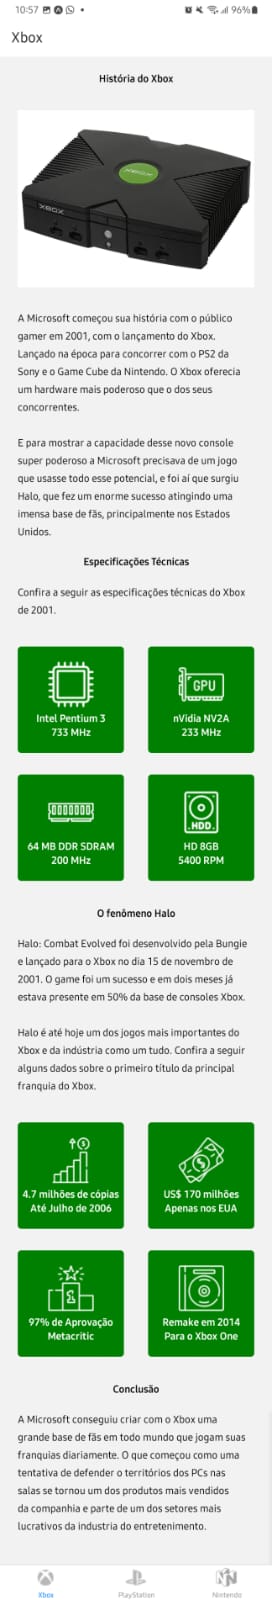 10:57
96%
Xbox
História do Xbox
XBOX
XBOX
A Microsoft começou sua história com o público
gamer em 2001, com o lançamento do Xbox.
Lançado na época para concorrer com o PS2 da
Sony e o Game Cube da Nintendo. O Xbox oferecia
um hardware mais poderoso que o dos seus
concorrentes.
E para mostrar a capacidade desse novo console
super poderoso a Microsoft precisava de um jogo
que usasse todo esse potencial, e foi aí que surgiu
Halo, que fez um enorme sucesso atingindo uma
imensa base de fãs, principalmente nos Estados
Unidos.
Especificações Técnicas
Confira a seguir as especificações técnicas do Xbox
de 2001.
Intel Pentium 3
733 MHz
GPU
nVidia NV2A
233 MHz
64 MB DDR SDRAM
200 MHz
HDD
HD 8GB
5400 RPM
O fenômeno Halo
Halo: Combat Evolved foi desenvolvido pela Bungie
e lançado para o Xbox no dia 15 de novembro de
2001. O game foi um sucesso e em dois meses já
estava presente em 50% da base de consoles Xbox.
Halo é até hoje um dos jogos mais importantes do
Xbox e da indústria como um tudo. Confira a seguir
alguns dados sobre o primeiro título da principal
franquia do Xbox.
4.7 milhões de cópias
Até Julho de 2006
US$ 170 milhões
Apenas nos EUA
1
97% de Aprovação
Metacritic
Remake em 2014
Para o Xbox One
Conclusão
A Microsoft conseguiu criar com o Xbox uma
grande base de fãs em todo mundo que jogam suas
franquias diariamente. O que começou como uma
tentativa de defender o territórios dos PCs nas
salas se tornou um dos produtos mais vendidos
da companhia e parte de um dos setores mais
lucrativos da industria do entretenimento.
Xbox
PlayStation
Nintendo